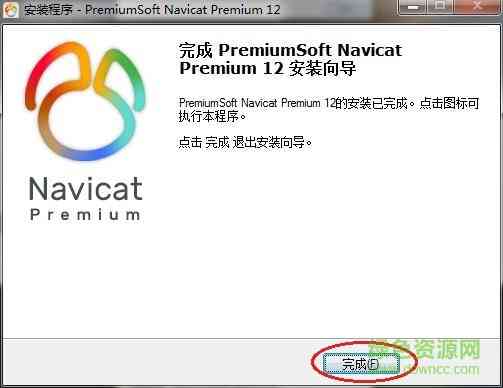 安装程序 - PremiumSoft Navicat Premium 12
完成 PremiumSoft Navicat
Premium 12 安装向导
PremiumSoft Navicat Premium 12的安装已完成。点击图标可
执行本程序。
点击 完成 退出安装向导。
Navicat
Premium
完成(F)
绿色资源网
www.downcc.com